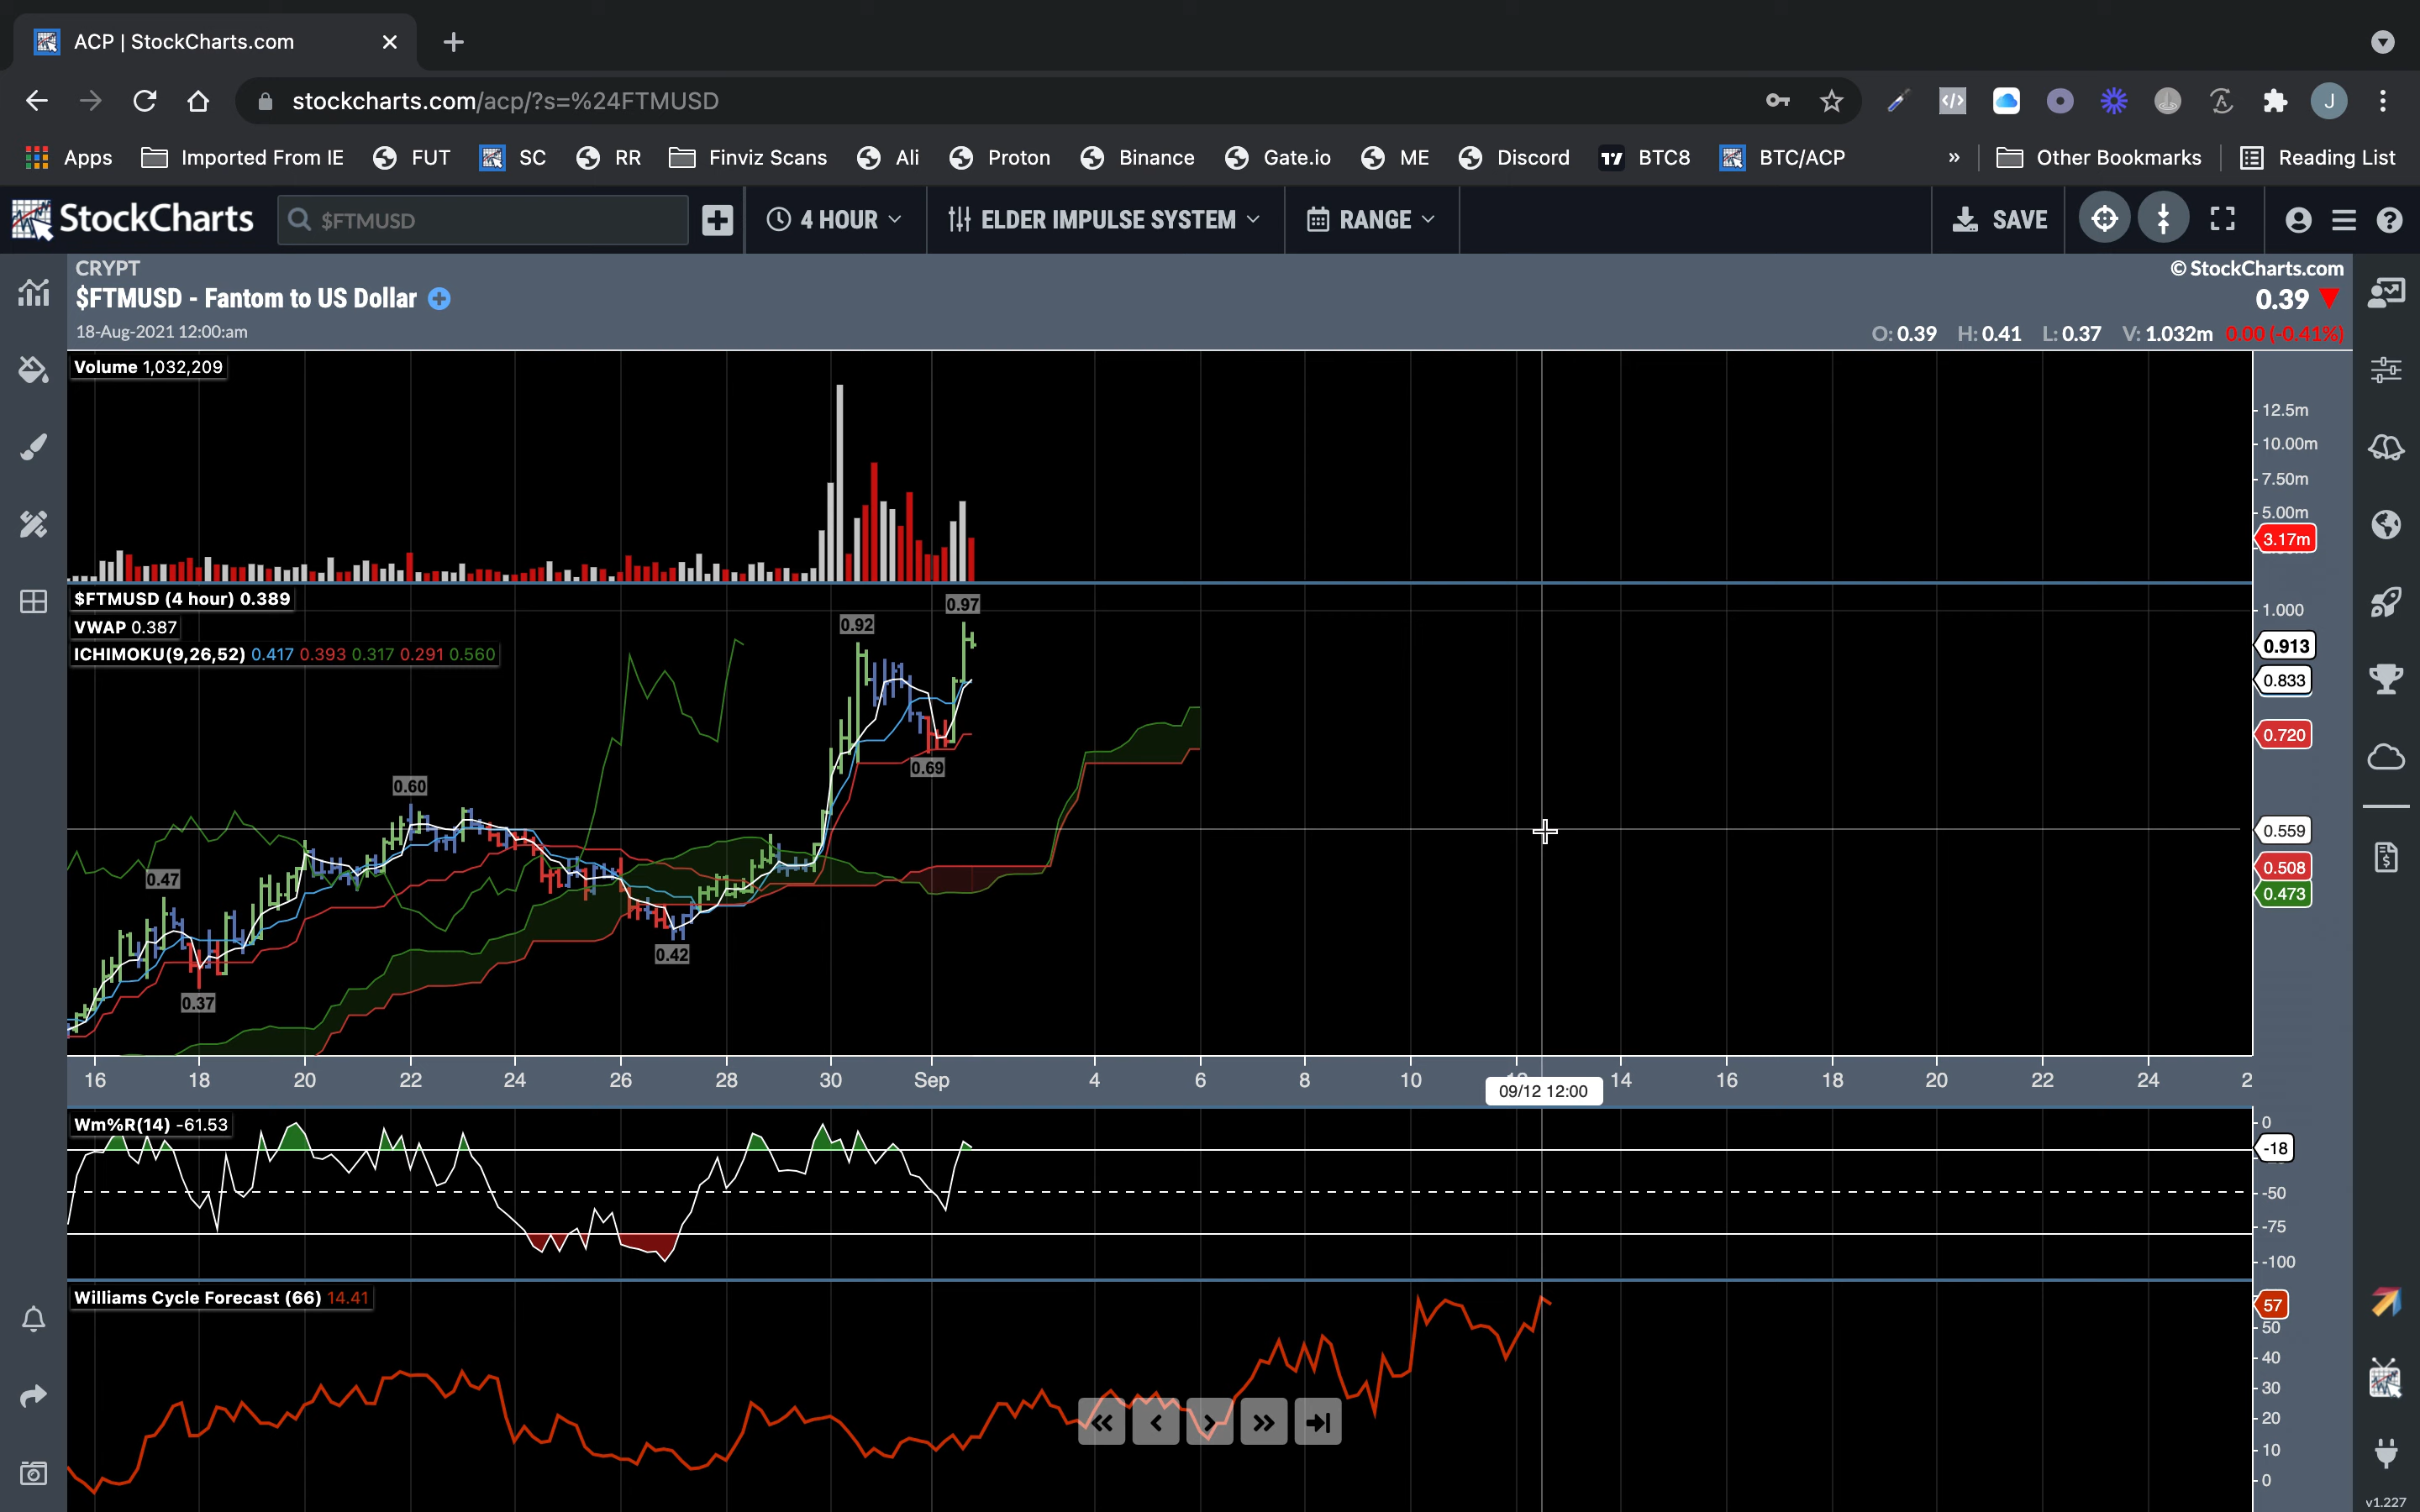 ACP | StockCharts.com
stockcharts.com/acp/?s=%24FTMUSD
J
Apps Imported From IE FUT SC RR Finviz Scans Ali Proton Binance Gate.io ME Discord BTC8 BTC/ACP » Other Bookmarks Reading List
StockCharts $FTMUSD 4 HOUR ELDER IMPULSE SYSTEM RANGE SAVE
CRYPT
© StockCharts.com
$FTMUSD - Fantom to US Dollar
0.39
18-Aug-2021 12:00:am
O: 0.39 H: 0.41 L: 0.37 V: 1.032m 0.00 (-0.41%)
Volume 1,032,209
12.5m
10.00m
7.50m
5.00m
3.17m
$FTMUSD (4 hour) 0.389
VWAP 0.387
ICHIMOKU(9,26,52) 0.417 0.393 0.317 0.291 0.560
0.97
0.92
0.69
0.60
0.47
0.42
0.37
1.000
0.913
0.833
0.720
0.559
0.508
0.473
16 18 20 22 24 26 28 30 Sep 4 6 8 10 14 16 18 20 22 24 2
09/12 12:00
Wm%R(14) -61.53
0
-18
-50
-75
-100
Williams Cycle Forecast (66) 14.41
57
50
40
30
20
10
0
v1.227